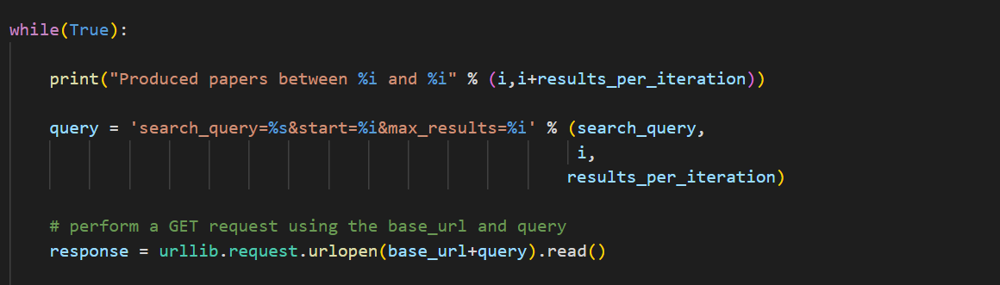 while(True):
print("Produced papers between %i and %i" % (i,i+results_per_iteration))
query = 'search_query=%s&start=%i&max_results=%i' % (search_query,
i,
results_per_iteration)
# perform a GET request using the base_url and query
response = urllib.request.urlopen(base_url+query).read()